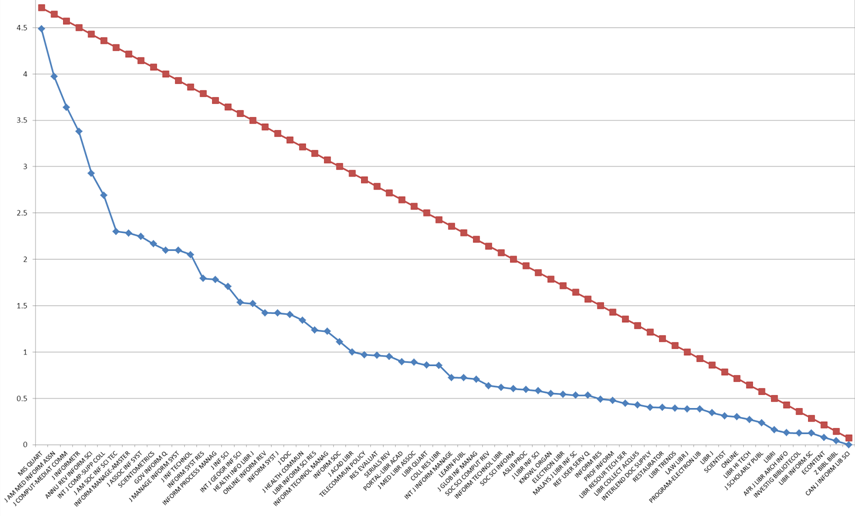 4.5
4
3.5
3
2.5
2
1.5
1
0.5
0
MIS QUART
J AM MED INFORM ASSN
J COMPUT-MEDIAT COMM
J INFORMETR
ANNU REV INFORM SCI
INT J COMP-SUPP COLL
J AM SOC INF SCI TEC
INFORM MANAGE-AMSTER
J ASSOC INF SYST
SCIENTOMETRICS
GOV INFORM Q
J MANAGE INFORM SYST
J INF TECHNOL
INFORM SYST RES
INFORM PROCESS MANAG
J INF SCI
INT J GEOGR INF SCI
HEALTH INFO LIBR J
ONLINE INFORM REV
INFORM SYST J
J DOC
J HEALTH COMMUN
LIBR INFORM SCI RES
INFORM TECHNOL MANAG
INFORM SOC
J ACAD LIBR
TELECOMMUN POLICY
RES EVALUAT
SERIALS REV
PORTAL-LIBR ACAD
J MED LIBR ASSOC
LIBR QUART
COLL RES LIBR
INT J INFORM MANAGE
LEARN PUBL
J GLOB INF MANAG
SOC SCI COMPUT REV
INFORM TECHNOL LIBR
SOC SCI INFORM
ASLIB PROC
J LIBR INF SCI
KNOWL ORGAN
ELECTRON LIBR
MALAYS J LIBR INF SC
REF USER SERV Q
INFORM RES
PROF INFORM
LIBR RESOUR TECH SER
LIBR COLLECT ACQUIS
INTERLEND DOC SUPPLY
RESTAURATOR
LIBR TRENDS
LAW LIBR J
PROGRAM-ELECTRON LIB
LIBR J
SCIENTIST
ONLINE
LIBR HI TECH
J SCHOLARLY PUBL
LIBRI
AFR J LIBR ARCH INFO
INVESTIG BIBLIOTECOL
LIBR INFORM SC
ECONTENT
Z BIBL BIBL
CAN J INFORM LIB SCI